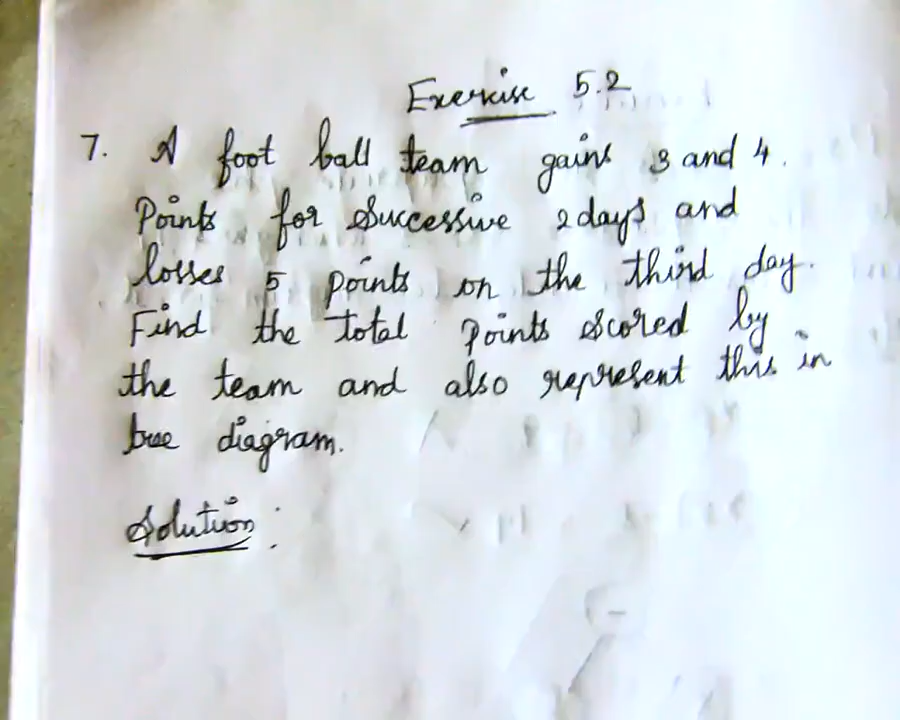 Exercise 5.2
7. A foot ball team gains 3 and 4.
Points for Successive 2 days and
losses 5 points on the third day.
Find the total Points Scored by
the team and also represent this in
tree diagram.
Solution :